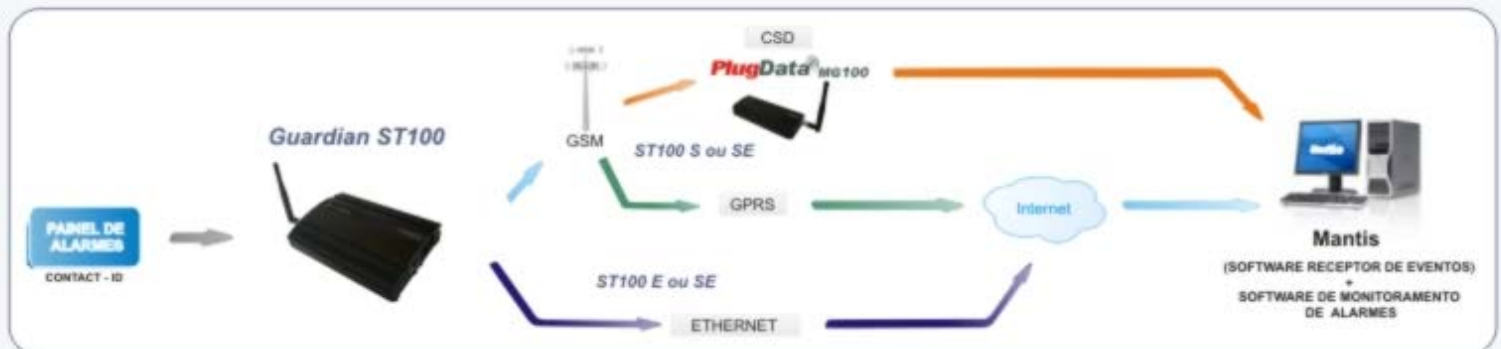 CSD
PlugData MG100
Guardian ST100
GSM
ST100 S ou SE
GPRS
Internet
PAINEL DE
ALARMES
CONTACT - ID
Mantis
(SOFTWARE RECEPTOR DE EVENTOS)
+
SOFTWARE DE MONITORAMENTO
DE ALARMES
ST100 E ou SE
ETHERNET